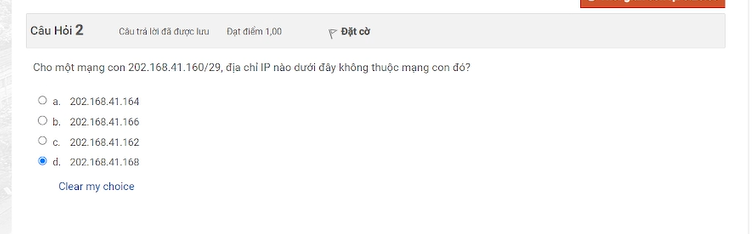 Câu Hỏi 2 Câu trả lời đã được lưu Đạt điểm 1,00 Đặt cờ
Cho một mạng con 202.168.41.160/29, địa chỉ IP nào dưới đây không thuộc mạng con đó?
a. 202.168.41.164
b. 202.168.41.166
c. 202.168.41.162
d. 202.168.41.168
Clear my choice